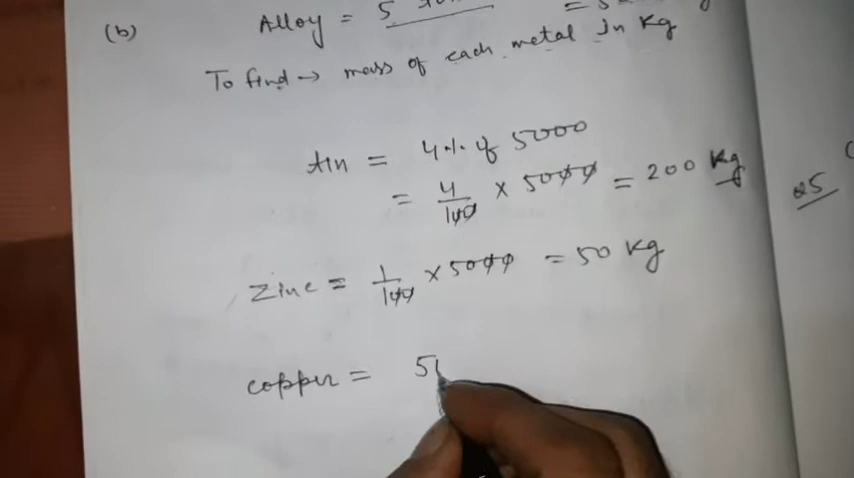 (b) Alloy = 5
To find → mass of each metal in Kg
tin = 4% of 5000
= 4/100 × 5000 = 200 Kg
25
Zinc = 1/100 × 5000 = 50 Kg
copper = 5